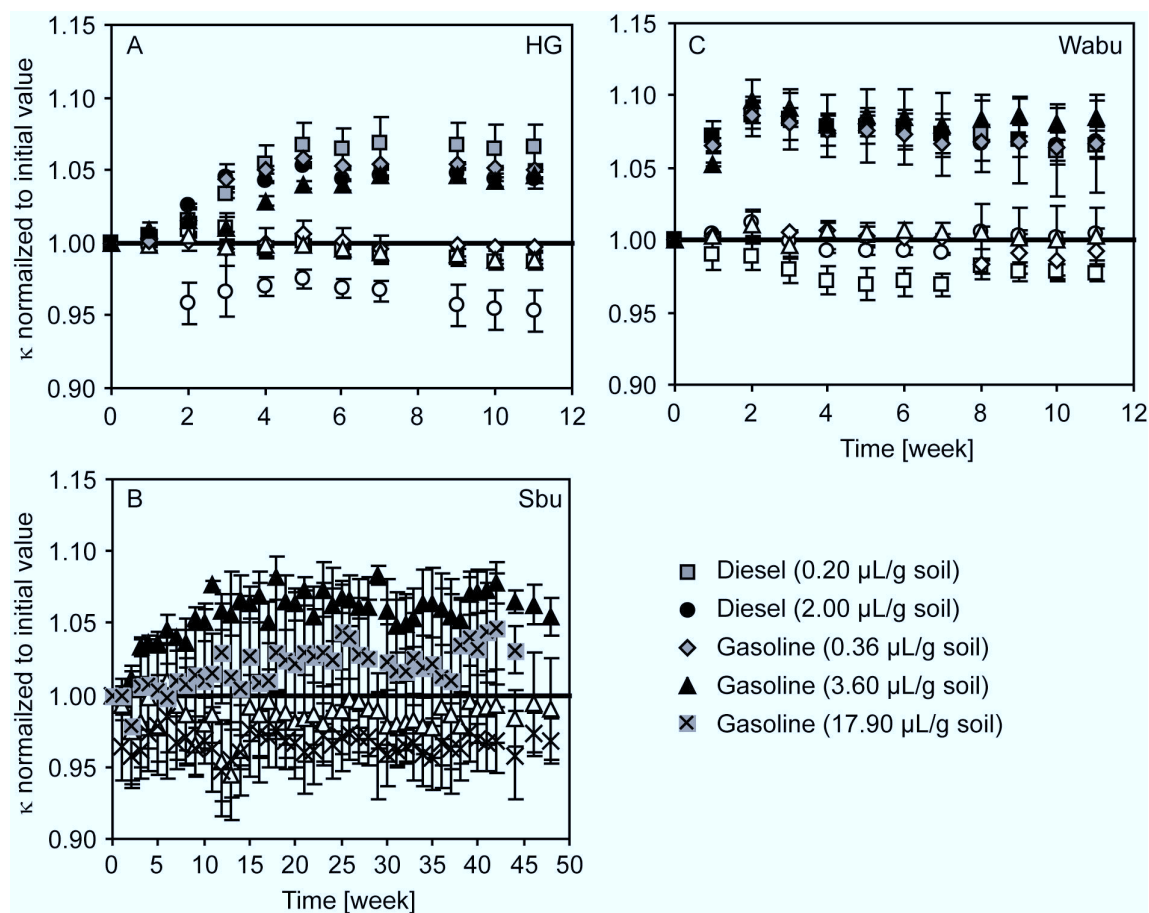 A HG
κ normalized to initial value
1.15
1.10
1.05
1.00
0.95
0.90
0 2 4 6 8 10 12
C Wabu
1.15
1.10
1.05
1.00
0.95
0.90
0 2 4 6 8 10 12
Time [week]
B Sbu
κ normailzed to initial value
1.15
1.10
1.05
1.00
0.95
0.90
0 5 10 15 20 25 30 35 40 45 50
Time [week]
Diesel (0.20 µL/g soil)
Diesel (2.00 µL/g soil)
Gasoline (0.36 µL/g soil)
Gasoline (3.60 µL/g soil)
Gasoline (17.90 µL/g soil)